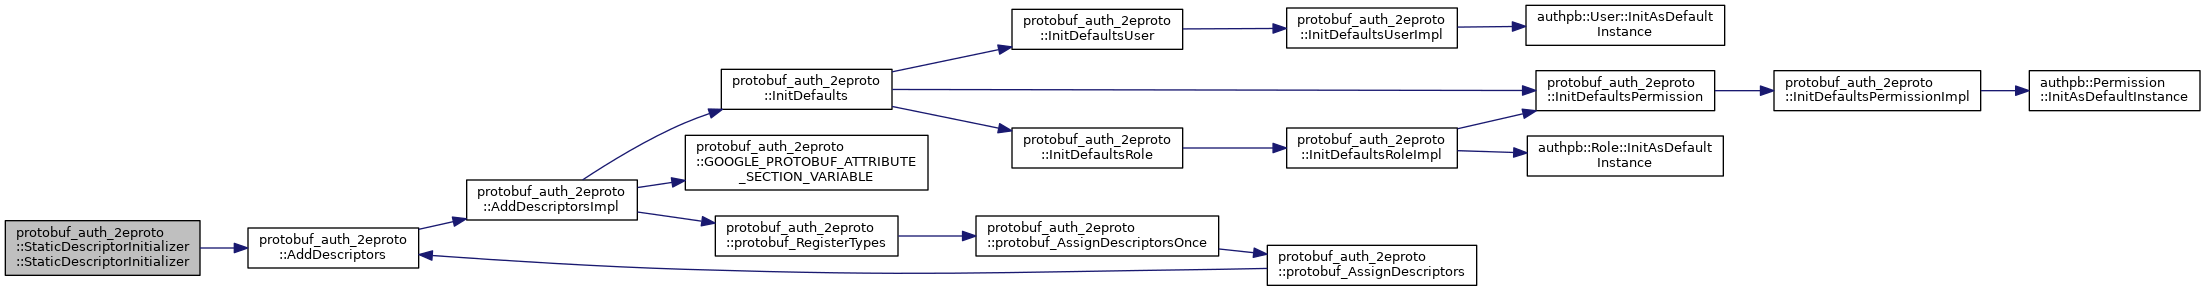 protobuf_auth_2eproto
::StaticDescriptorInitializer
::StaticDescriptorInitializer
protobuf_auth_2eproto
::AddDescriptors
protobuf_auth_2eproto
::AddDescriptorsImpl
protobuf_auth_2eproto
::InitDefaults
protobuf_auth_2eproto
::GOOGLE_PROTOBUF_ATTRIBUTE
_SECTION_VARIABLE
protobuf_auth_2eproto
::protobuf_RegisterTypes
protobuf_auth_2eproto
::InitDefaultsUser
protobuf_auth_2eproto
::InitDefaultsRole
protobuf_auth_2eproto
::protobuf_AssignDescriptorsOnce
protobuf_auth_2eproto
::InitDefaultsUserImpl
protobuf_auth_2eproto
::InitDefaultsRoleImpl
protobuf_auth_2eproto
::protobuf_AssignDescriptors
authpb::User::InitAsDefault
Instance
protobuf_auth_2eproto
::InitDefaultsPermission
authpb::Role::InitAsDefault
Instance
protobuf_auth_2eproto
::InitDefaultsPermissionImpl
authpb::Permission
::InitAsDefaultInstance